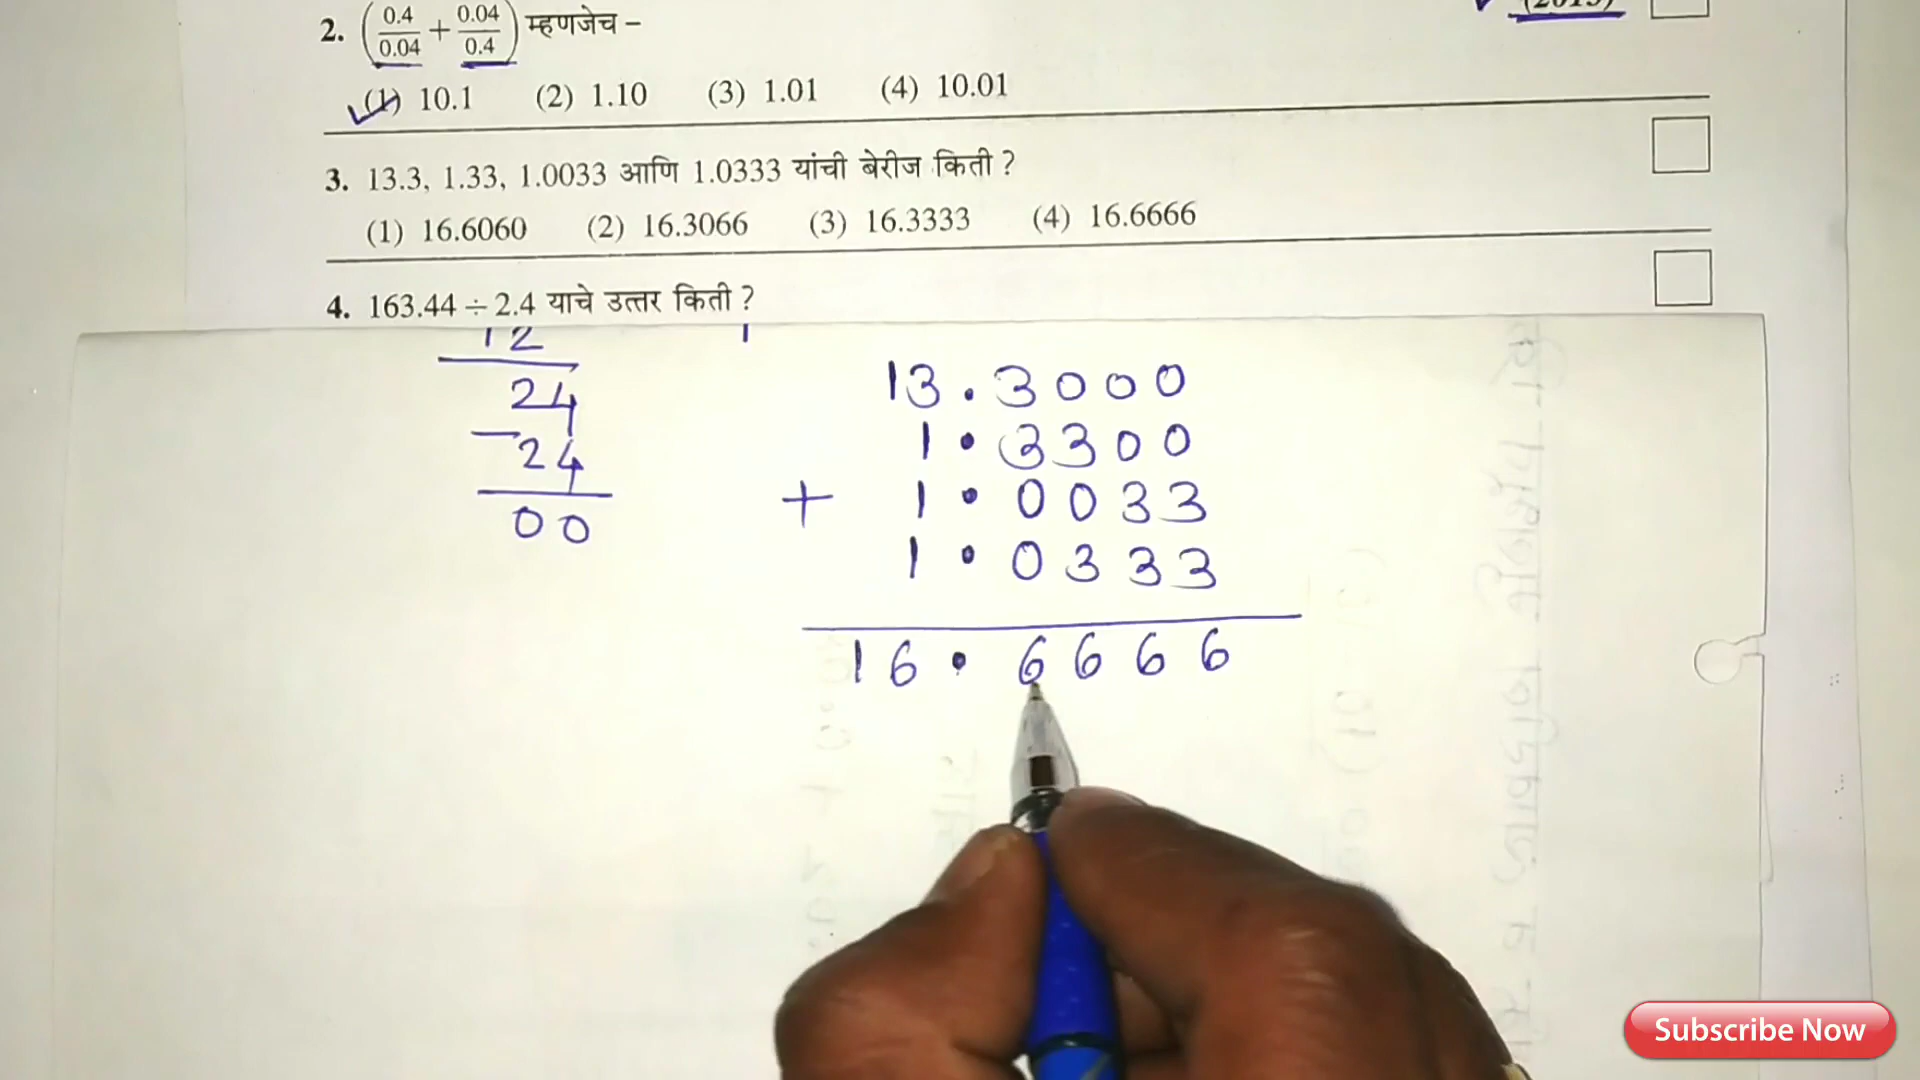 2. (0.4/0.04 + 0.04/0.4) म्हणजेच –
(2015)
(1) 10.1 (2) 1.10 (3) 1.01 (4) 10.01
3. 13.3, 1.33, 1.0033 आणि 1.0333 यांची बेरीज किती ?
(1) 16.6060 (2) 16.3066 (3) 16.3333 (4) 16.6666
4. 163.44 ÷ 2.4 याचे उत्तर किती ?
12
24
– 24
00
13.3000
1.3300
+ 1.0033
1.0333
16.6666
Subscribe Now